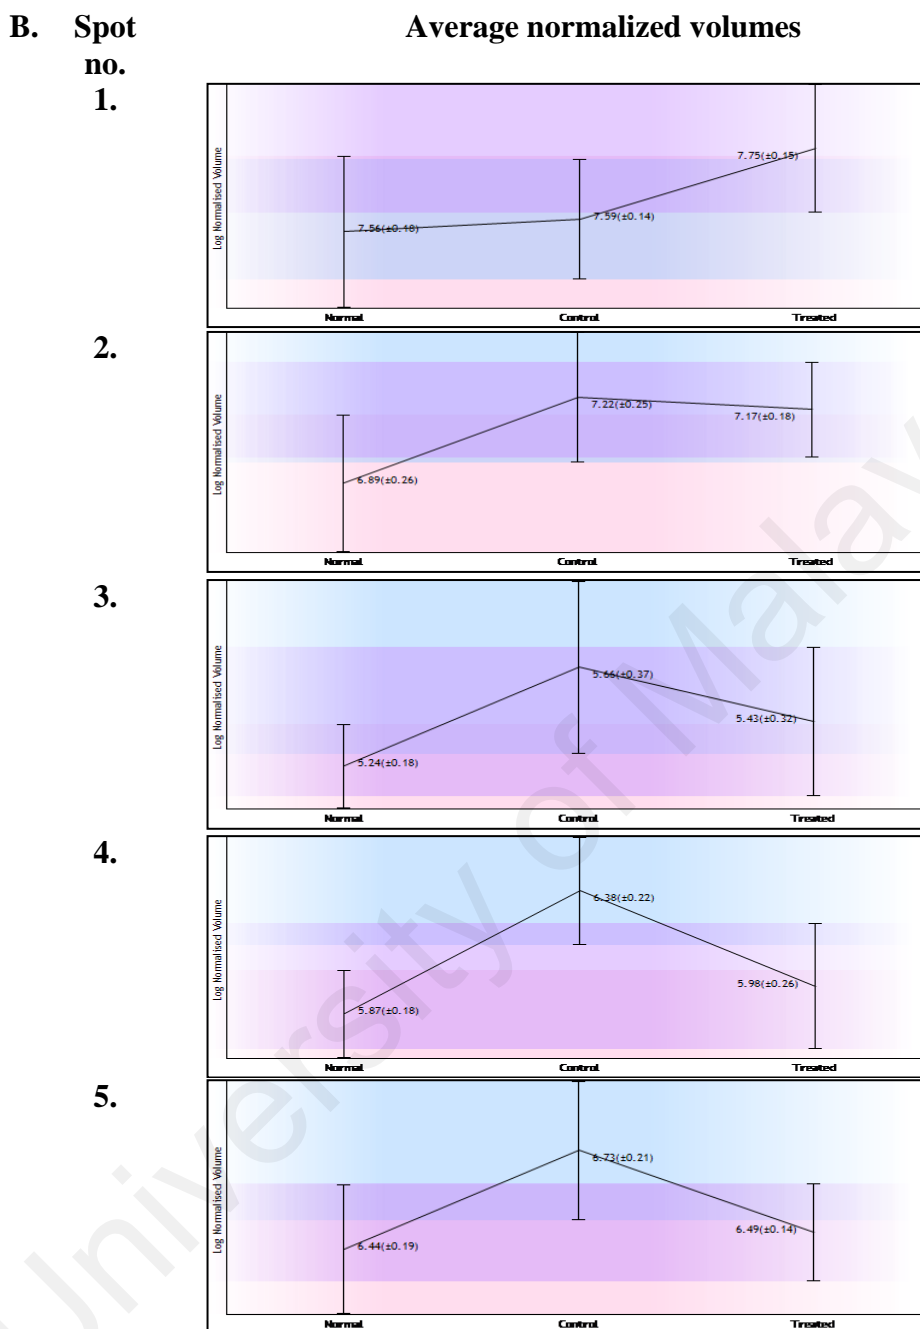 B. Spot no. Average normalized volumes
1.
Log Normalised Volume
7.56(±0.18)
7.59(±0.14)
7.75(±0.15)
Normal Control Treated
2.
Log Normalised Volume
6.89(±0.26)
7.22(±0.25)
7.17(±0.18)
Normal Control Treated
3.
Log Normalised Volume
5.24(±0.18)
5.66(±0.37)
5.43(±0.32)
Normal Control Treated
4.
Log Normalised Volume
5.87(±0.18)
6.38(±0.22)
5.98(±0.26)
Normal Control Treated
5.
Log Normalised Volume
6.44(±0.19)
6.73(±0.21)
6.49(±0.14)
Normal Control Treated
University of Malay